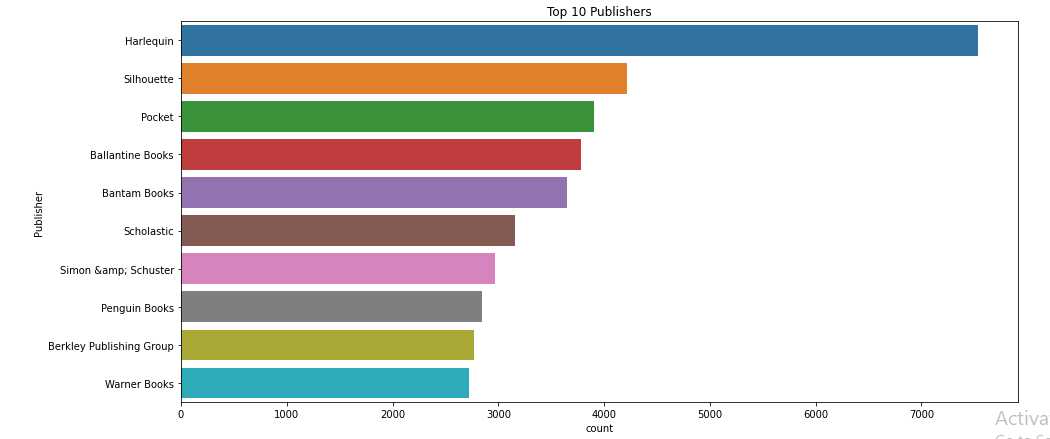 Top 10 Publishers
Harlequin
Silhouette
Pocket
Ballantine Books
Bantam Books
Scholastic
Simon &amp; Schuster
Penguin Books
Berkley Publishing Group
Warner Books
Publisher
0 1000 2000 3000 4000 5000 6000 7000
count
Activa